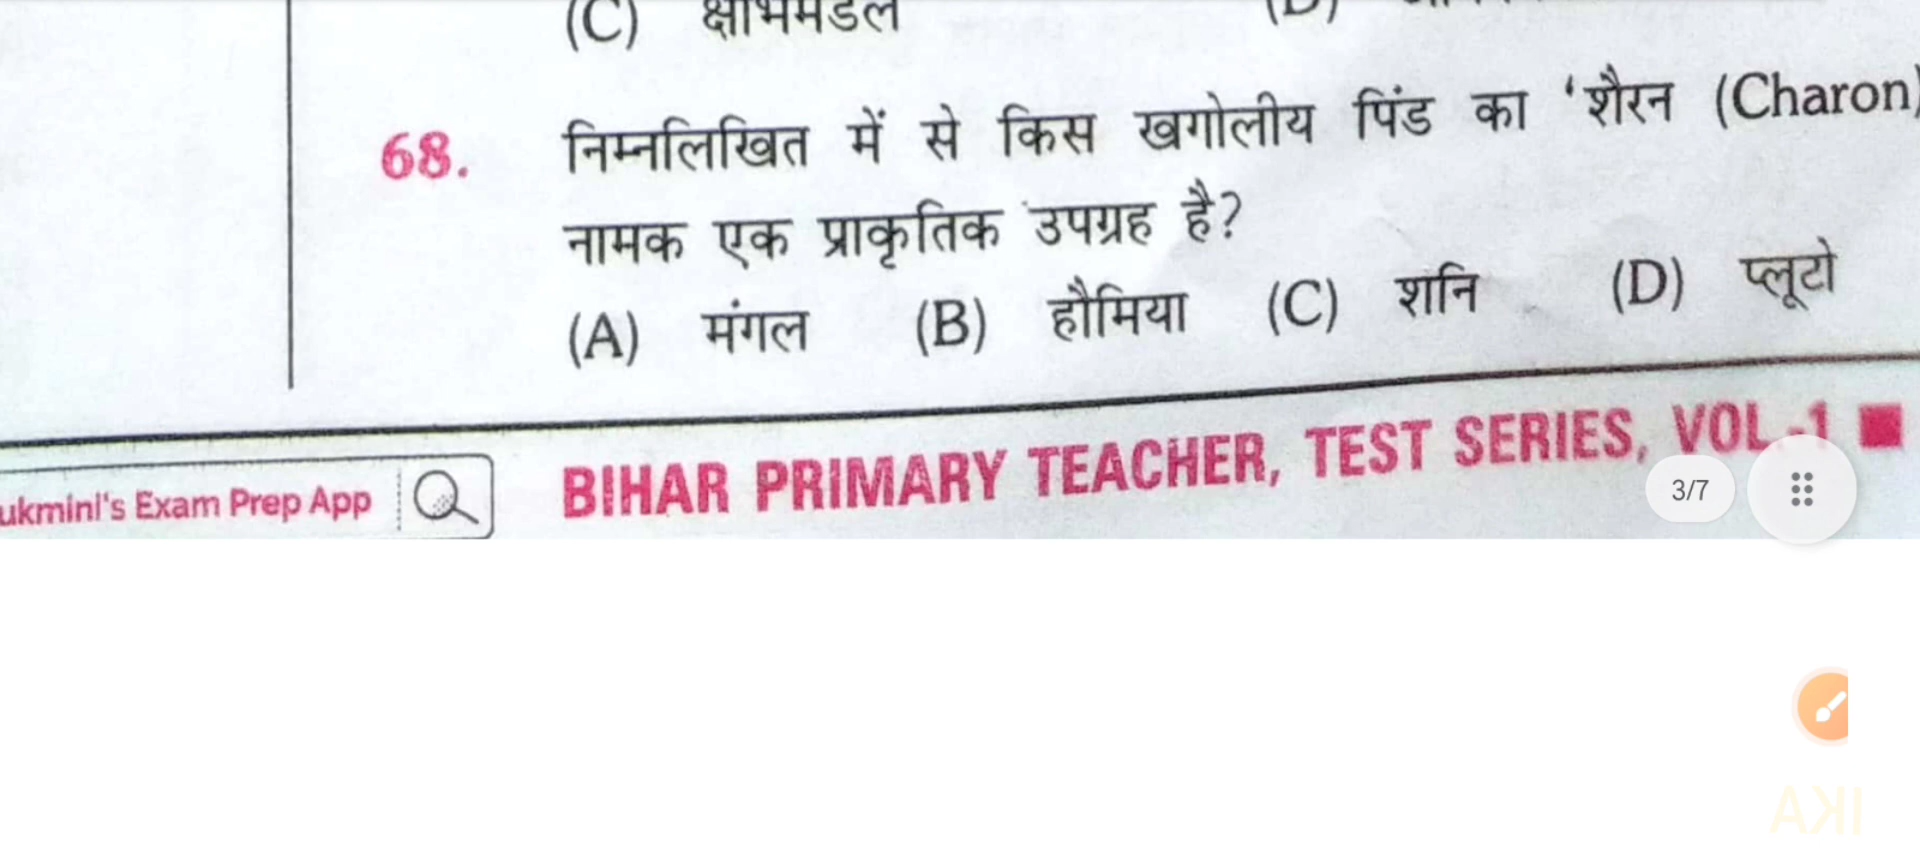 (C) क्षोभमंडल
68. निम्नलिखित में से किस खगोलीय पिंड का 'शैरन (Charon)
नामक एक प्राकृतिक उपग्रह है?
(A) मंगल (B) हौमिया (C) शनि (D) प्लूटो
ukmini's Exam Prep App BIHAR PRIMARY TEACHER, TEST SERIES, VOL.-1
3/7